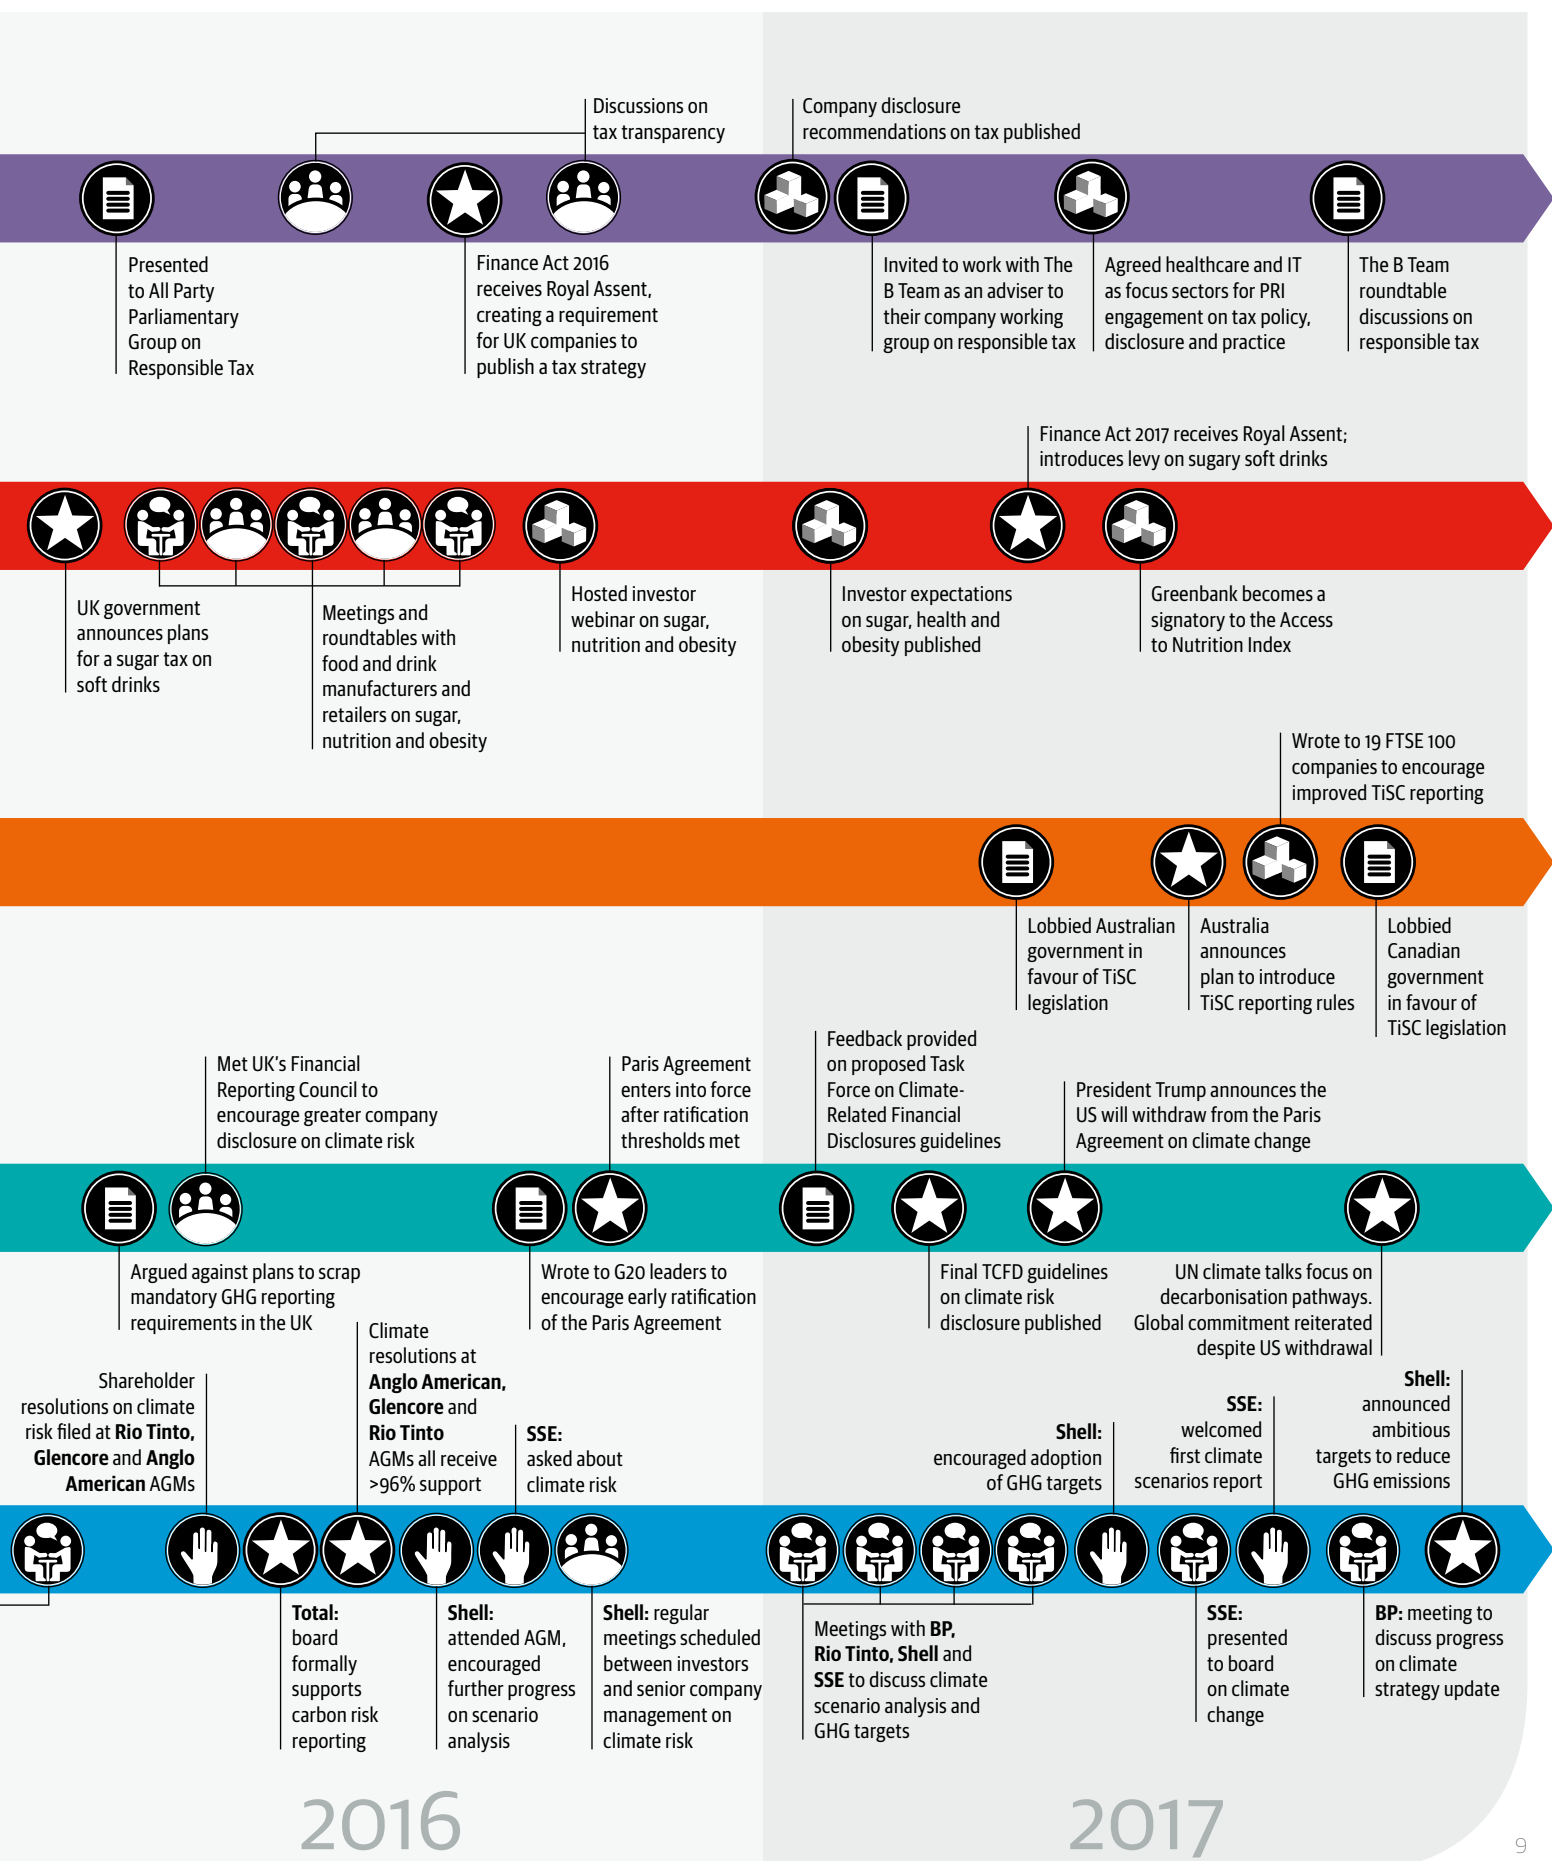 Discussions on
tax transparency
Company disclosure
recommendations on tax published
Presented
to All Party
Parliamentary
Group on
Responsible Tax
Finance Act 2016
receives Royal Assent,
creating a requirement
for UK companies to
publish a tax strategy
Invited to work with The
B Team as an adviser to
their company working
group on responsible tax
Agreed healthcare and IT
as focus sectors for PRI
engagement on tax policy,
disclosure and practice
The B Team
roundtable
discussions on
responsible tax
Finance Act 2017 receives Royal Assent;
introduces levy on sugary soft drinks
UK government
announces plans
for a sugar tax on
soft drinks
Meetings and
roundtables with
food and drink
manufacturers and
retailers on sugar,
nutrition and obesity
Hosted investor
webinar on sugar,
nutrition and obesity
Investor expectations
on sugar, health and
obesity published
Greenbank becomes a
signatory to the Access
to Nutrition Index
Wrote to 19 FTSE 100
companies to encourage
improved TiSC reporting
Lobbied Australian
government in
favour of TiSC
legislation
Australia
announces
plan to introduce
TiSC reporting rules
Lobbied
Canadian
government
in favour of
TiSC legislation
Met UK's Financial
Reporting Council to
encourage greater company
disclosure on climate risk
Paris Agreement
enters into force
after ratification
thresholds met
Feedback provided
on proposed Task
Force on Climate-
Related Financial
Disclosures guidelines
President Trump announces the
US will withdraw from the Paris
Agreement on climate change
Argued against plans to scrap
mandatory GHG reporting
requirements in the UK
Wrote to G20 leaders to
encourage early ratification
of the Paris Agreement
Final TCFD guidelines
on climate risk
disclosure published
UN climate talks focus on
decarbonisation pathways.
Global commitment reiterated
despite US withdrawal
Shareholder
resolutions on climate
risk filed at Rio Tinto,
Glencore and Anglo
American AGMs
Climate
resolutions at
Anglo American,
Glencore and
Rio Tinto
AGMs all receive
>96% support
SSE:
asked about
climate risk
Shell:
encouraged adoption
of GHG targets
SSE:
welcomed
first climate
scenarios report
Shell:
announced
ambitious
targets to reduce
GHG emissions
Total:
board
formally
supports
carbon risk
reporting
Shell:
attended AGM,
encouraged
further progress
on scenario
analysis
Shell: regular
meetings scheduled
between investors
and senior company
management on
climate risk
Meetings with BP,
Rio Tinto, Shell and
SSE to discuss climate
scenario analysis and
GHG targets
SSE:
presented
to board
on climate
change
BP: meeting to
discuss progress
on climate
strategy update
2016
2017
9